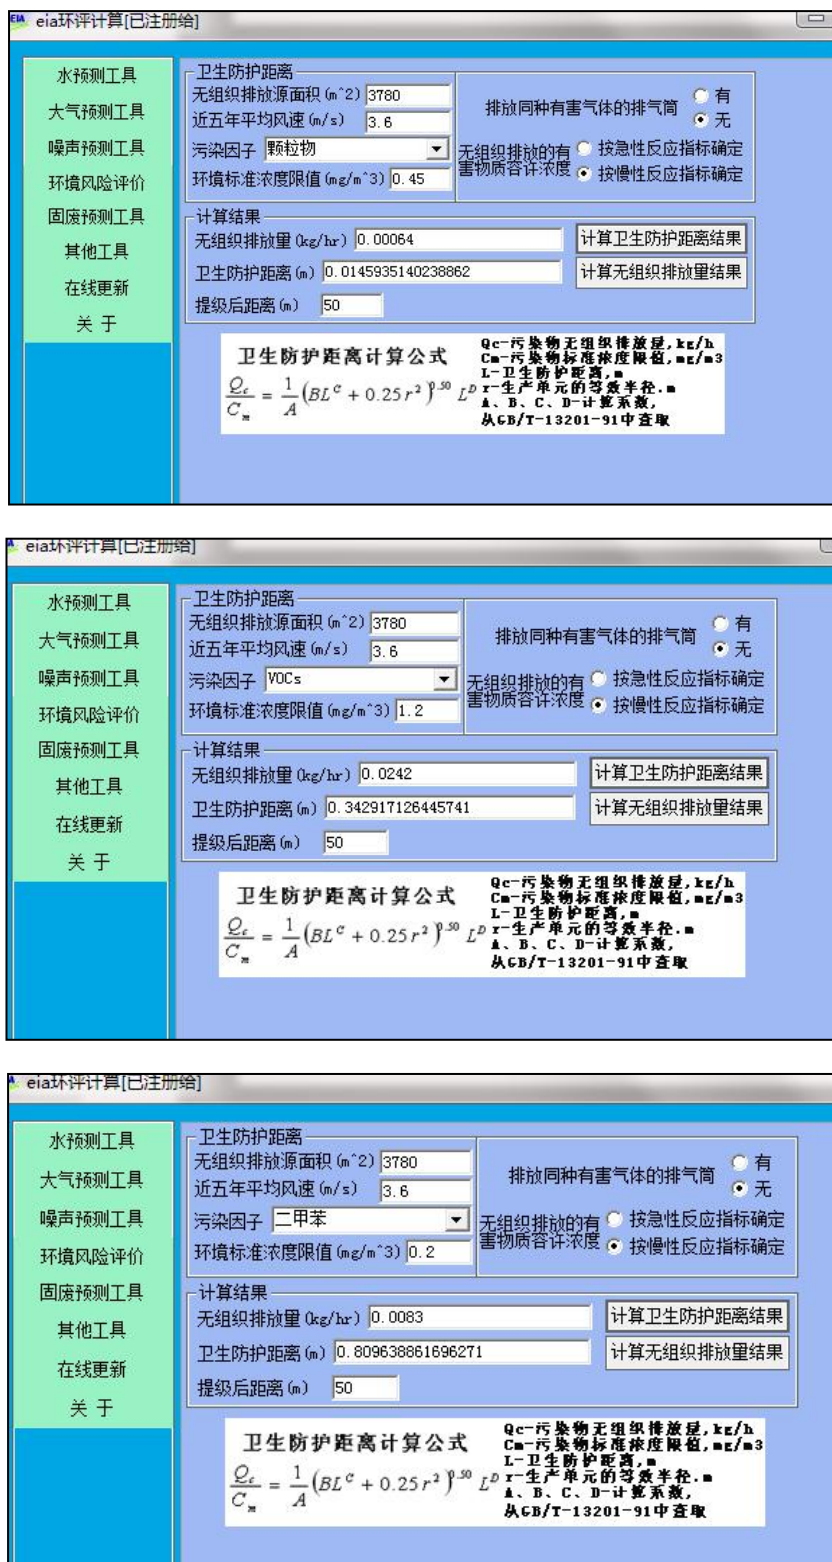 eia环评计算[已注册给]
水预测工具
大气预测工具
噪声预测工具
环境风险评价
固废预测工具
其他工具
在线更新
关 于
卫生防护距离
无组织排放源面积(m^2) 3780
近五年平均风速(m/s) 3.6
污染因子 颗粒物
环境标准浓度限值(mg/m^3) 0.45
排放同种有害气体的排气筒
有
无
无组织排放的有
害物质容许浓度
按急性反应指标确定
按慢性反应指标确定
计算结果
无组织排放量(kg/hr) 0.00064
计算卫生防护距离结果
卫生防护距离(m) 0.0145935140238862
计算无组织排放量结果
提级后距离(m) 50
卫生防护距离计算公式
Qc/Cm = 1/A (BL^C + 0.25r^2)^0.50 L^D
Qc-污染物无组织排放量,kg/h
Cm-污染物标准浓度限值,mg/m3
L-卫生防护距离,m
r-生产单元的等效半径.m
A、B、C、D-计算系数,
从GB/T-13201-91中查取
eia环评计算[已注册给]
水预测工具
大气预测工具
噪声预测工具
环境风险评价
固废预测工具
其他工具
在线更新
关 于
卫生防护距离
无组织排放源面积(m^2) 3780
近五年平均风速(m/s) 3.6
污染因子 VOCs
环境标准浓度限值(mg/m^3) 1.2
排放同种有害气体的排气筒
有
无
无组织排放的有
害物质容许浓度
按急性反应指标确定
按慢性反应指标确定
计算结果
无组织排放量(kg/hr) 0.0242
计算卫生防护距离结果
卫生防护距离(m) 0.342917126445741
计算无组织排放量结果
提级后距离(m) 50
卫生防护距离计算公式
Qc/Cm = 1/A (BL^C + 0.25r^2)^0.50 L^D
Qc-污染物无组织排放量,kg/h
Cm-污染物标准浓度限值,mg/m3
L-卫生防护距离,m
r-生产单元的等效半径.m
A、B、C、D-计算系数,
从GB/T-13201-91中查取
eia环评计算[已注册给]
水预测工具
大气预测工具
噪声预测工具
环境风险评价
固废预测工具
其他工具
在线更新
关 于
卫生防护距离
无组织排放源面积(m^2) 3780
近五年平均风速(m/s) 3.6
污染因子 二甲苯
环境标准浓度限值(mg/m^3) 0.2
排放同种有害气体的排气筒
有
无
无组织排放的有
害物质容许浓度
按急性反应指标确定
按慢性反应指标确定
计算结果
无组织排放量(kg/hr) 0.0083
计算卫生防护距离结果
卫生防护距离(m) 0.809638861696271
计算无组织排放量结果
提级后距离(m) 50
卫生防护距离计算公式
Qc/Cm = 1/A (BL^C + 0.25r^2)^0.50 L^D
Qc-污染物无组织排放量,kg/h
Cm-污染物标准浓度限值,mg/m3
L-卫生防护距离,m
r-生产单元的等效半径.m
A、B、C、D-计算系数,
从GB/T-13201-91中查取